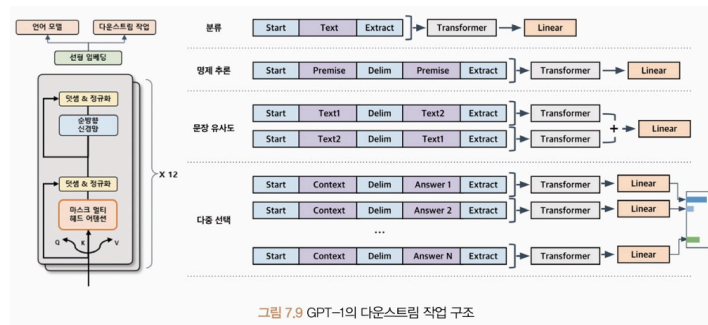 언어 모델
다운스트림 작업
선형 임베딩
덧셈 & 정규화
순방향
신경망
덧셈 & 정규화
마스크 멀티
헤드 어텐션
Q K V
X 12
분류
Start Text Extract Transformer Linear
명제 추론
Start Premise Delim Premise Extract Transformer Linear
문장 유사도
Start Text1 Text2 Extract Transformer
Start Text2 Text1 Extract Transformer
+ Linear
다중 선택
Start Context Delim Answer 1 Extract Transformer Linear
Start Context Delim Answer 2 Extract Transformer Linear
...
Start Context Delim Answer N Extract Transformer Linear
그림 7.9 GPT-1의 다운스트림 작업 구조